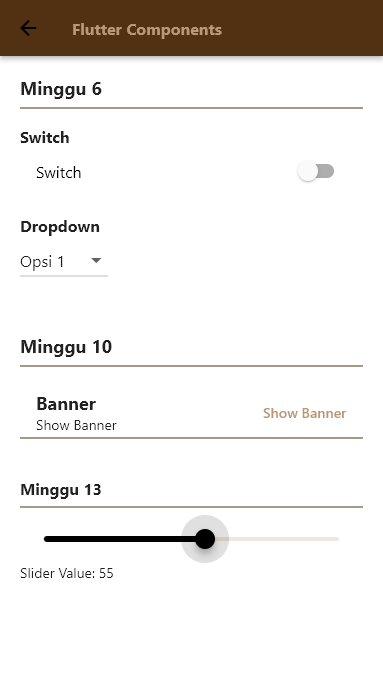 Flutter Components
Minggu 6
Switch
Switch
Dropdown
Opsi 1
Minggu 10
Banner
Show Banner
Show Banner
Minggu 13
Slider Value: 55